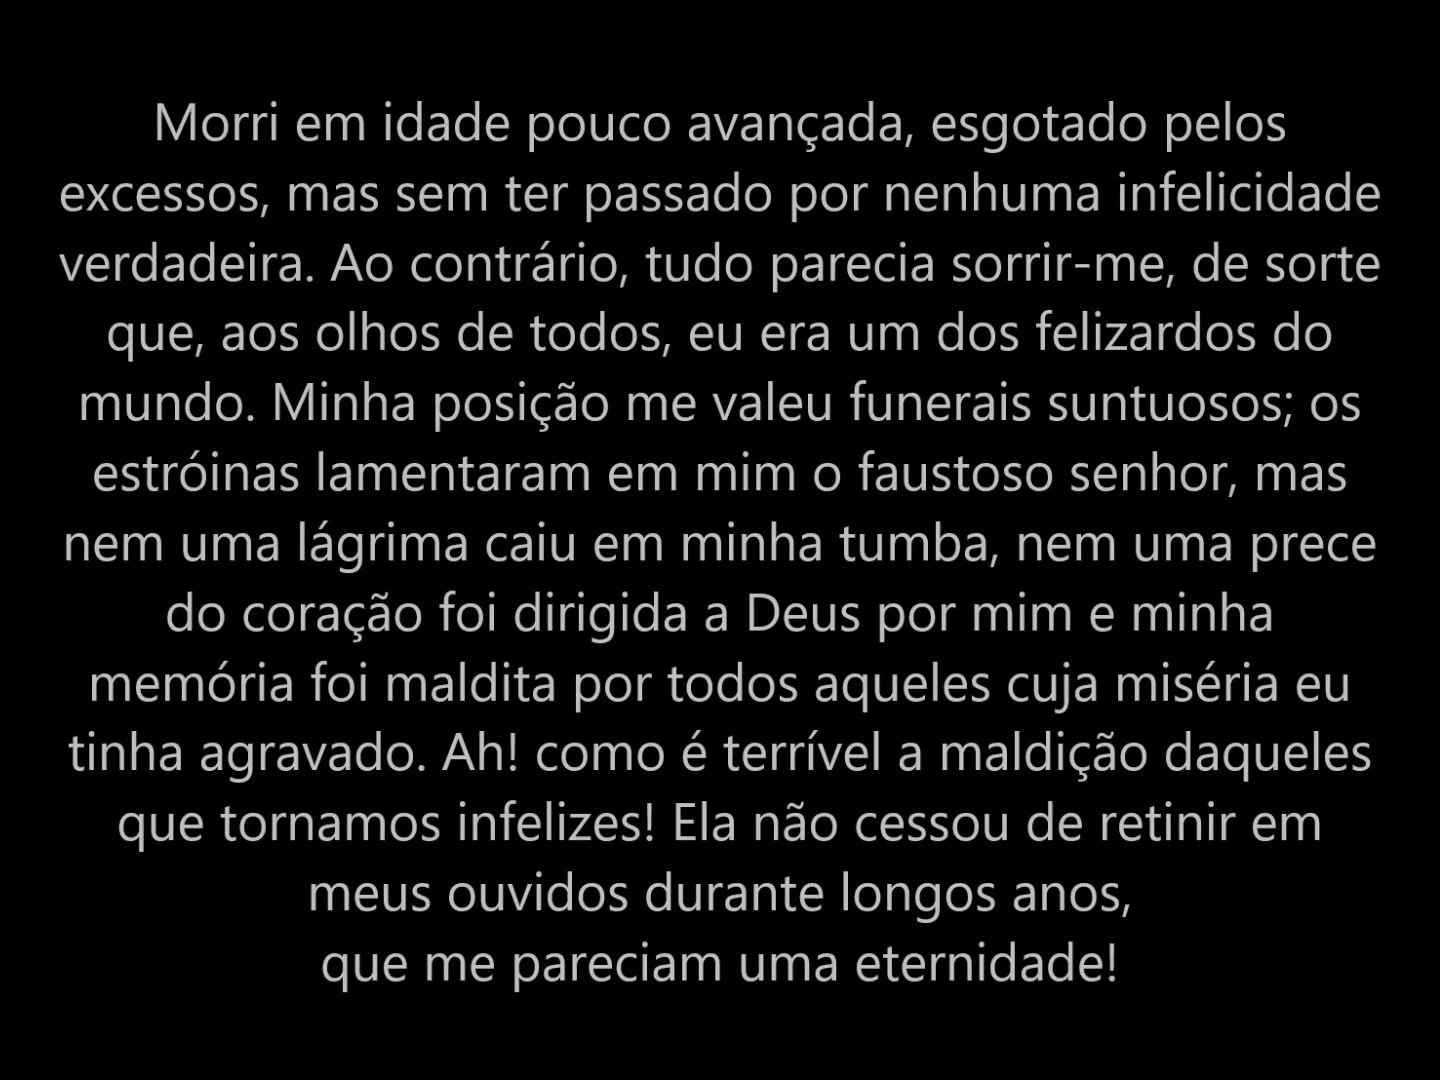 Morri em idade pouco avançada, esgotado pelos
excessos, mas sem ter passado por nenhuma infelicidade
verdadeira. Ao contrário, tudo parecia sorrir-me, de sorte
que, aos olhos de todos, eu era um dos felizardos do
mundo. Minha posição me valeu funerais suntuosos; os
estróinas lamentaram em mim o faustoso senhor, mas
nem uma lágrima caiu em minha tumba, nem uma prece
do coração foi dirigida a Deus por mim e minha
memória foi maldita por todos aqueles cuja miséria eu
tinha agravado. Ah! como é terrível a maldição daqueles
que tornamos infelizes! Ela não cessou de retinir em
meus ouvidos durante longos anos,
que me pareciam uma eternidade!